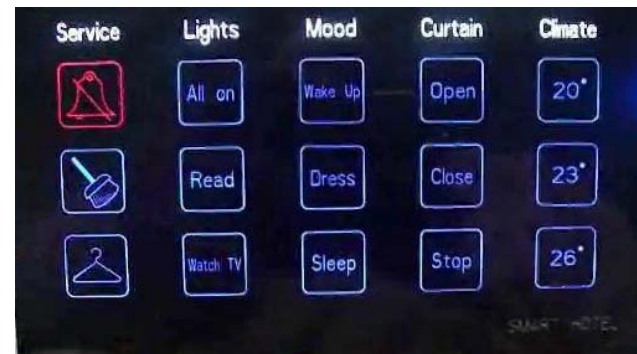 Service Lights Mood Curtain Climate
All on Wake Up Open 20°
Read Dress Close 23°
Watch TV Sleep Stop 26°
SMART HOTEL